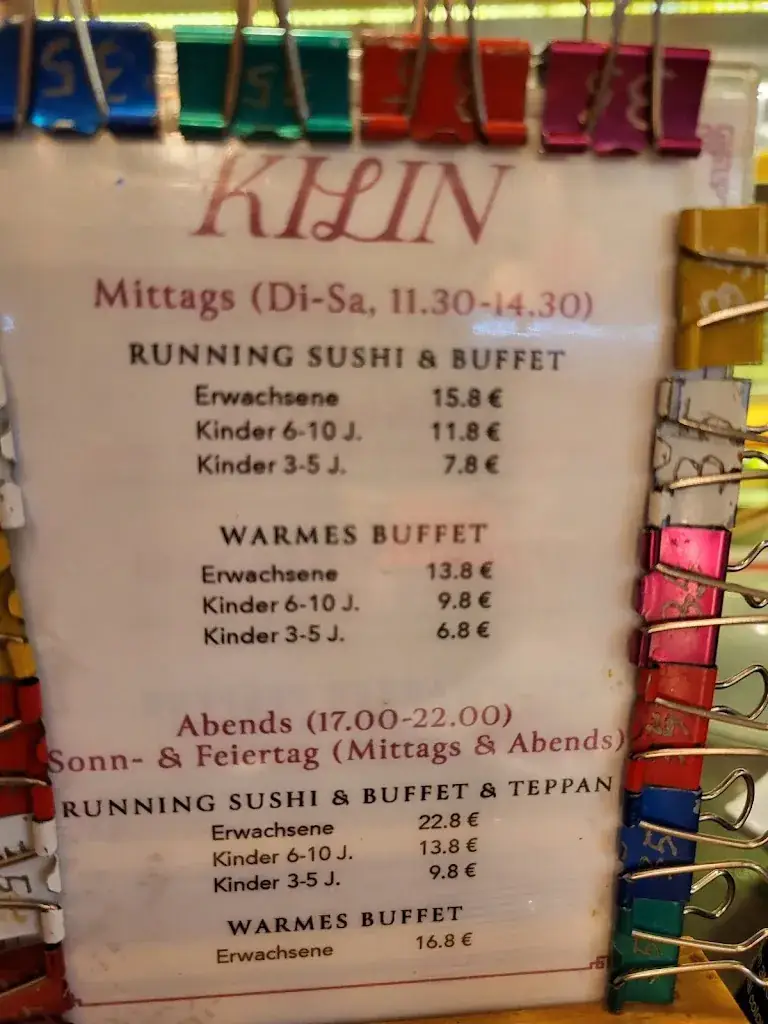 KILIN
Mittags (Di-Sa, 11.30-14.30)
RUNNING SUSHI & BUFFET
Erwachsene 15.8 €
Kinder 6-10 J. 11.8 €
Kinder 3-5 J. 7.8 €
WARMES BUFFET
Erwachsene 13.8 €
Kinder 6-10 J. 9.8 €
Kinder 3-5 J. 6.8 €
Abends (17.00-22.00)
Sonn- & Feiertag (Mittags & Abends)
RUNNING SUSHI & BUFFET & TEPPAN
Erwachsene 22.8 €
Kinder 6-10 J. 13.8 €
Kinder 3-5 J. 9.8 €
WARMES BUFFET
Erwachsene 16.8 €